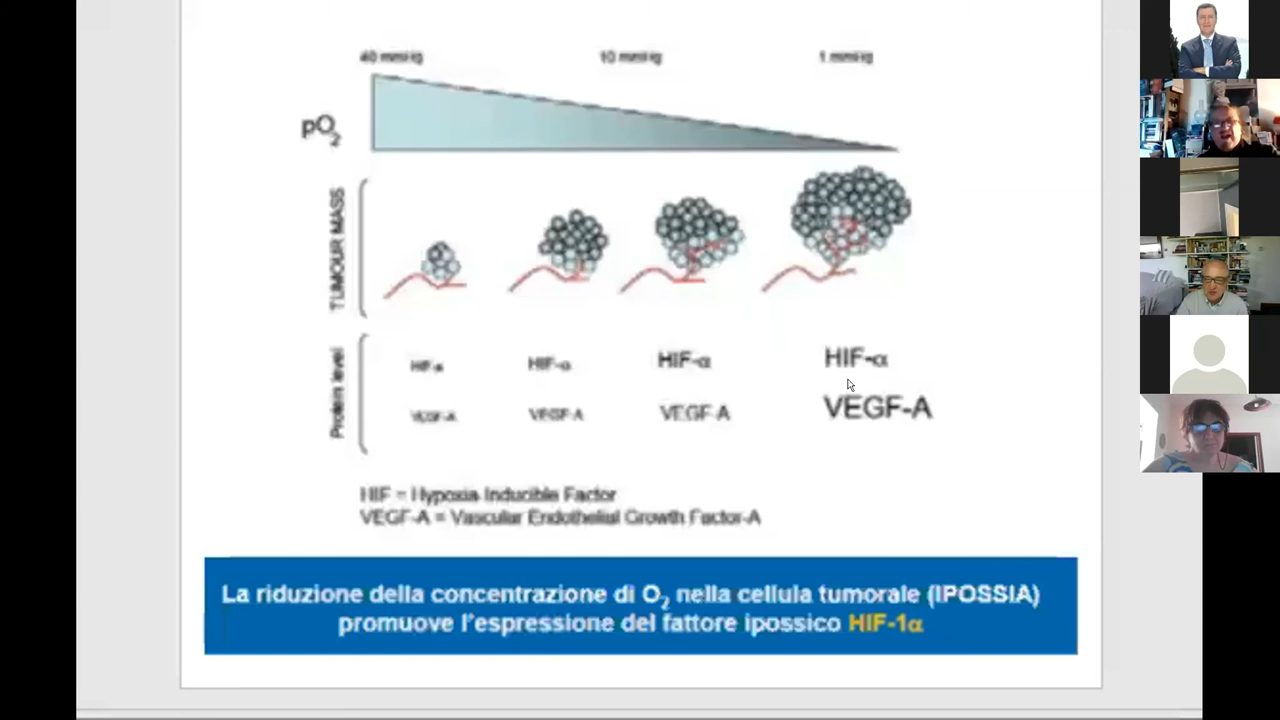 40 mmHg 10 mmHg 1 mmHg
pO2
TUMOUR MASS
Protein level
HIF-α HIF-α HIF-α HIF-α
VEGF-A VEGF-A VEGF-A VEGF-A
HIF = Hypoxia Inducible Factor
VEGF-A = Vascular Endothelial Growth Factor-A
La riduzione della concentrazione di O2 nella cellula tumorale (IPOSSIA)
promuove l'espressione del fattore ipossico HIF-1α